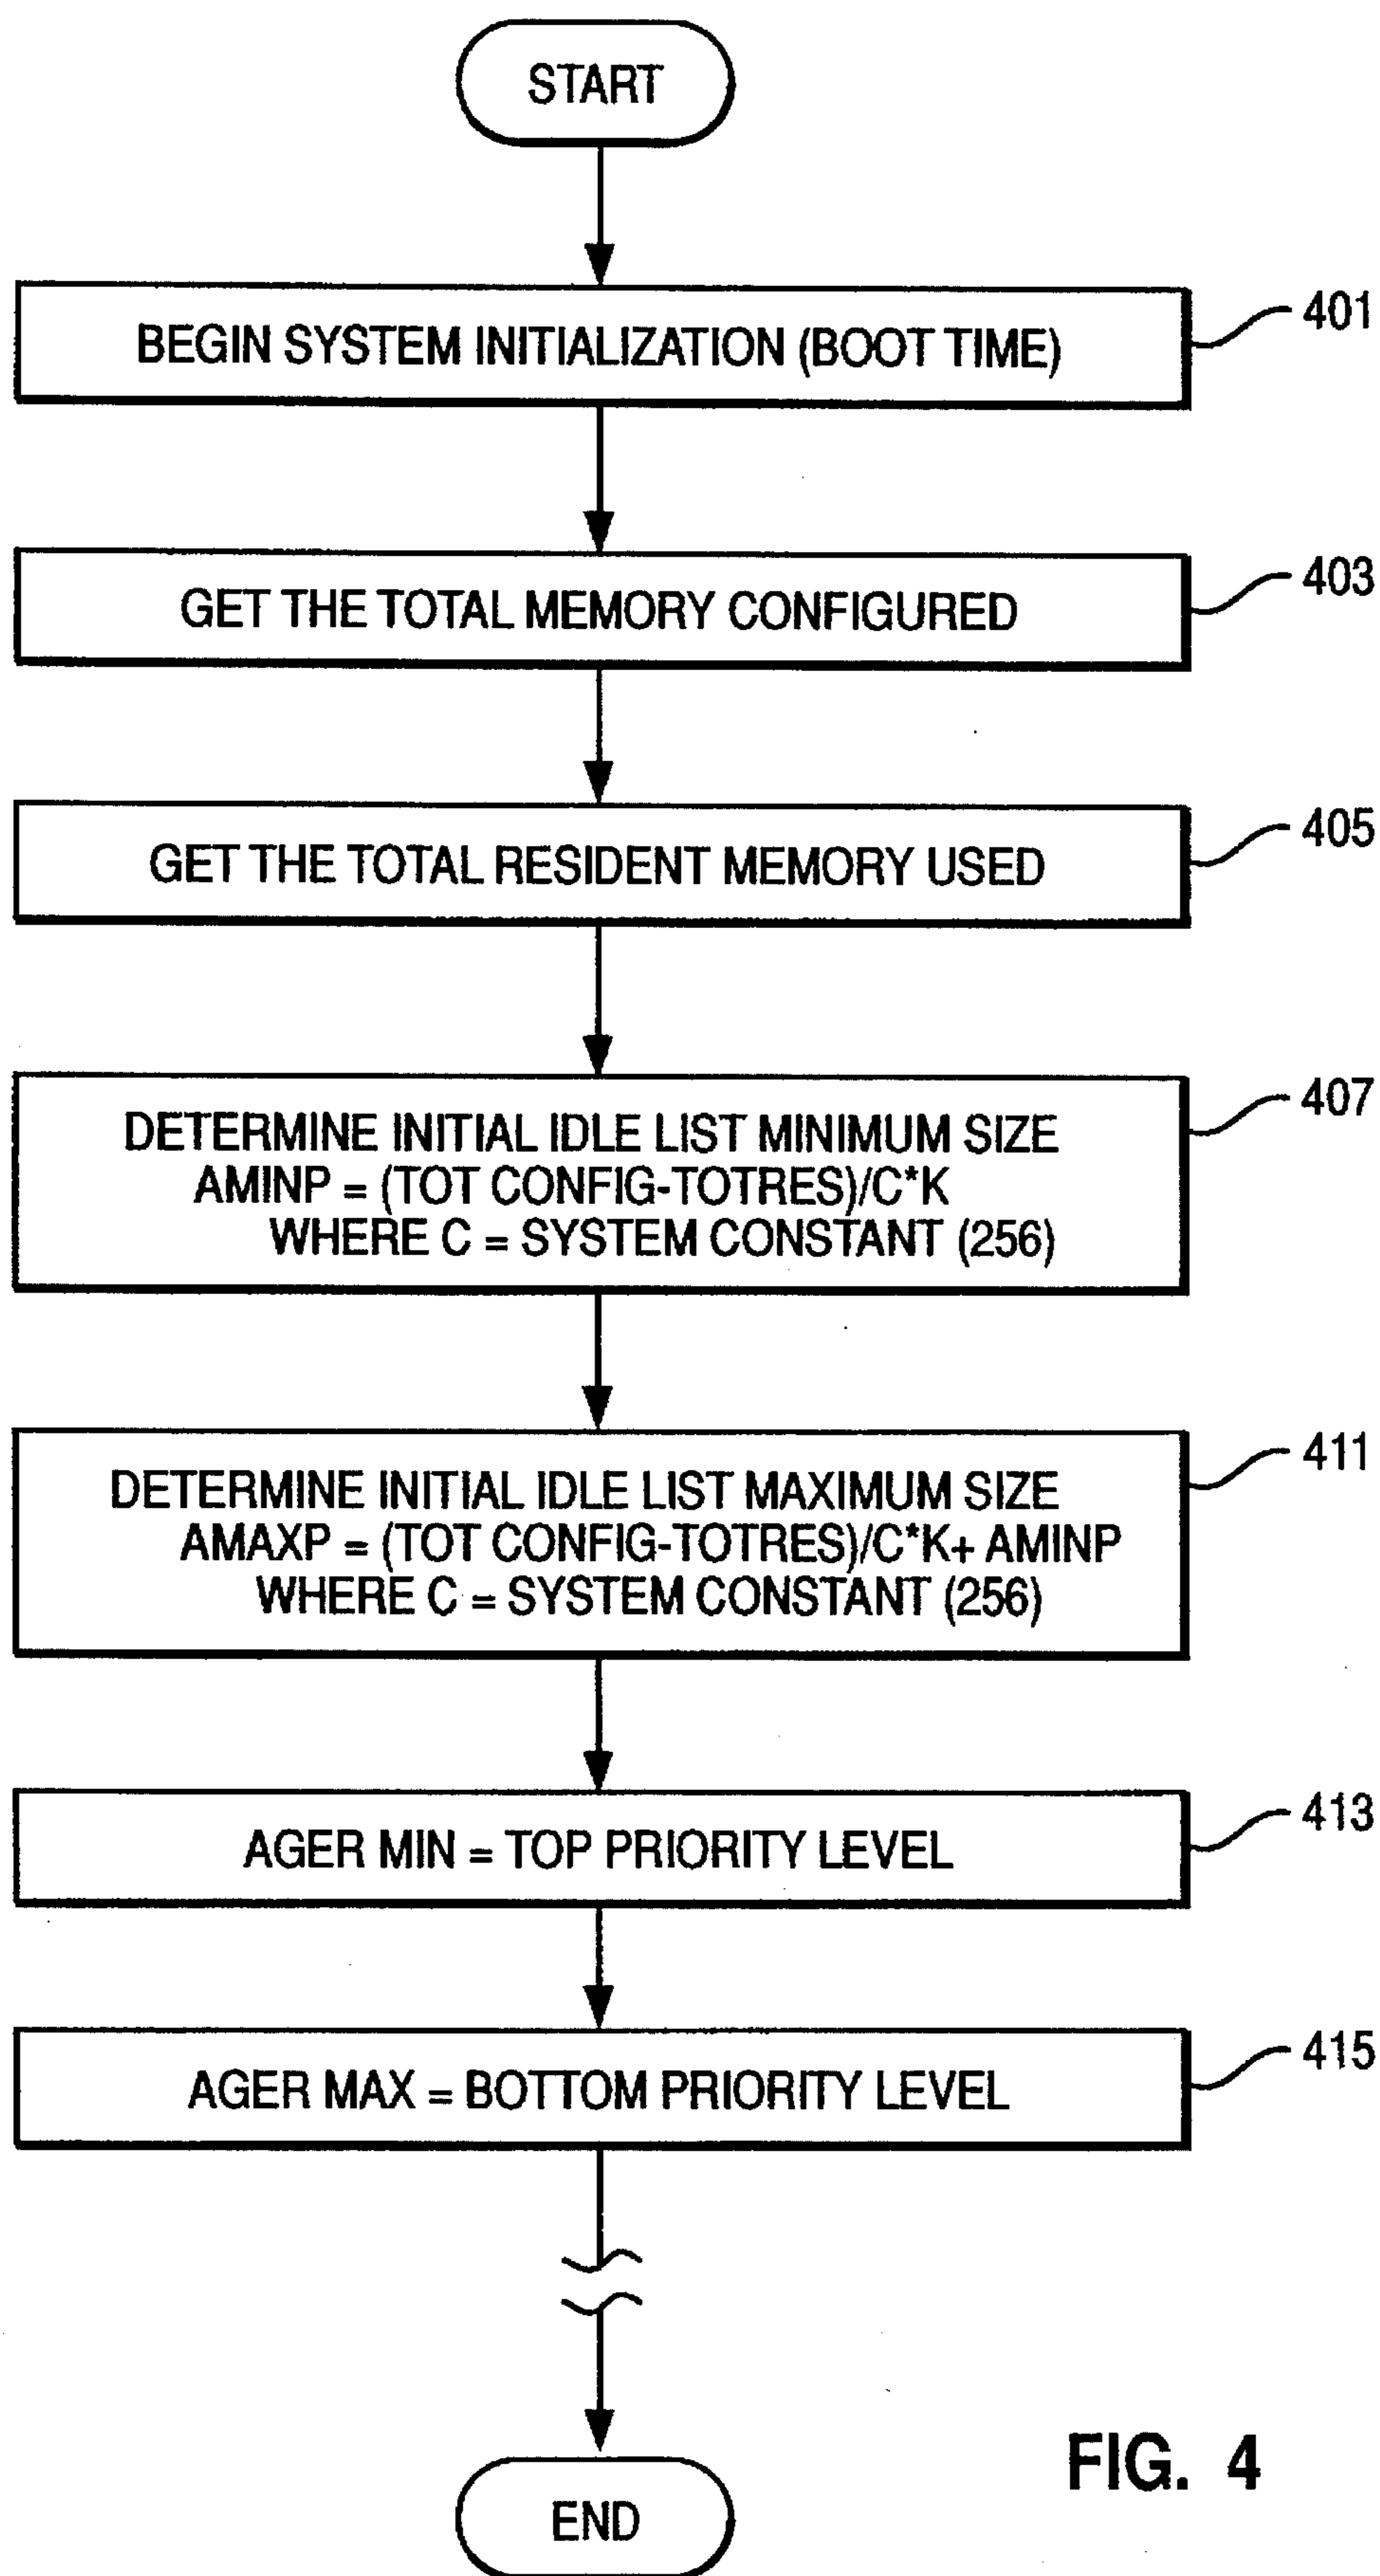 START
BEGIN SYSTEM INITIALIZATION (BOOT TIME)
401
GET THE TOTAL MEMORY CONFIGURED
403
GET THE TOTAL RESIDENT MEMORY USED
405
DETERMINE INITIAL IDLE LIST MINIMUM SIZE
AMINP = (TOT CONFIG-TOTRES)/C*K
WHERE C = SYSTEM CONSTANT (256)
407
DETERMINE INITIAL IDLE LIST MAXIMUM SIZE
AMAXP = (TOT CONFIG-TOTRES)/C*K+ AMINP
WHERE C = SYSTEM CONSTANT (256)
411
AGER MIN = TOP PRIORITY LEVEL
413
AGER MAX = BOTTOM PRIORITY LEVEL
415
END
FIG. 4